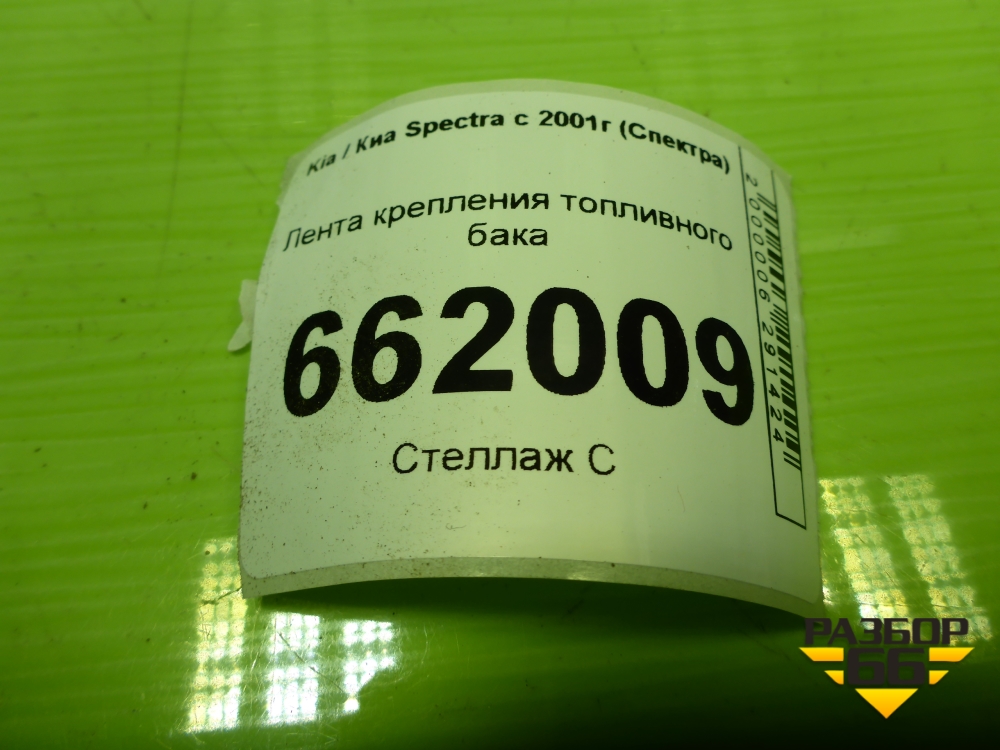 Kia / Киа Spectra с 2001г (Спектра)
Лента крепления топливного
бака
662009
Стеллаж С
2000006291424
РАЗБОР
66